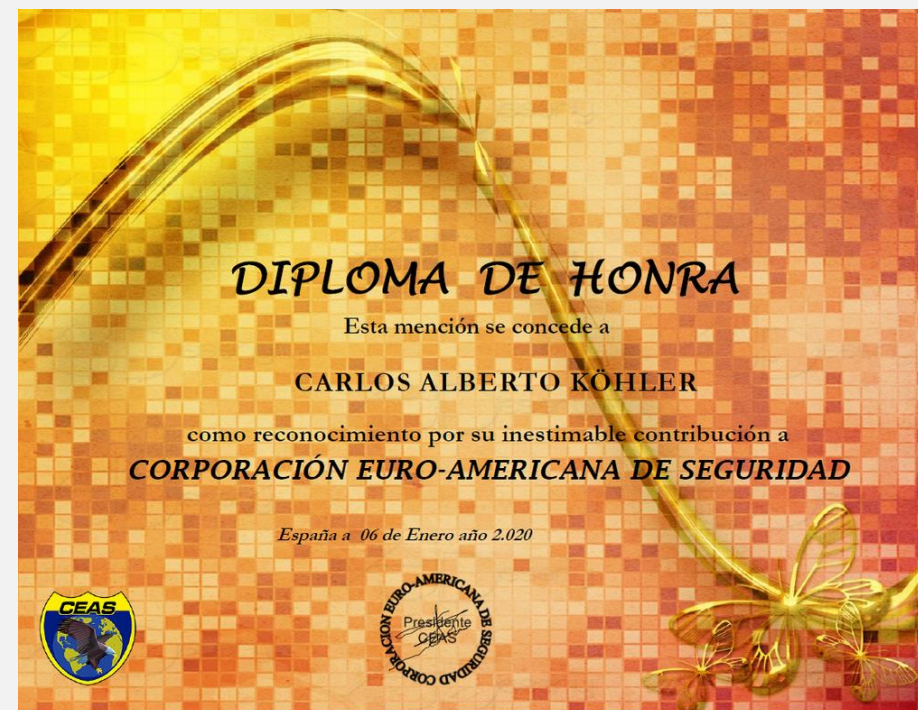 DIPLOMA DE HONRA
Esta mención se concede a
CARLOS ALBERTO KÖHLER
como reconocimiento por su inestimable contribución a
CORPORACIÓN EURO-AMERICANA DE SEGURIDAD
España a 06 de Enero año 2.020
CEAS
CORPORACION EURO-AMERICANA DE SEGURIDAD
Presidente
CEAS